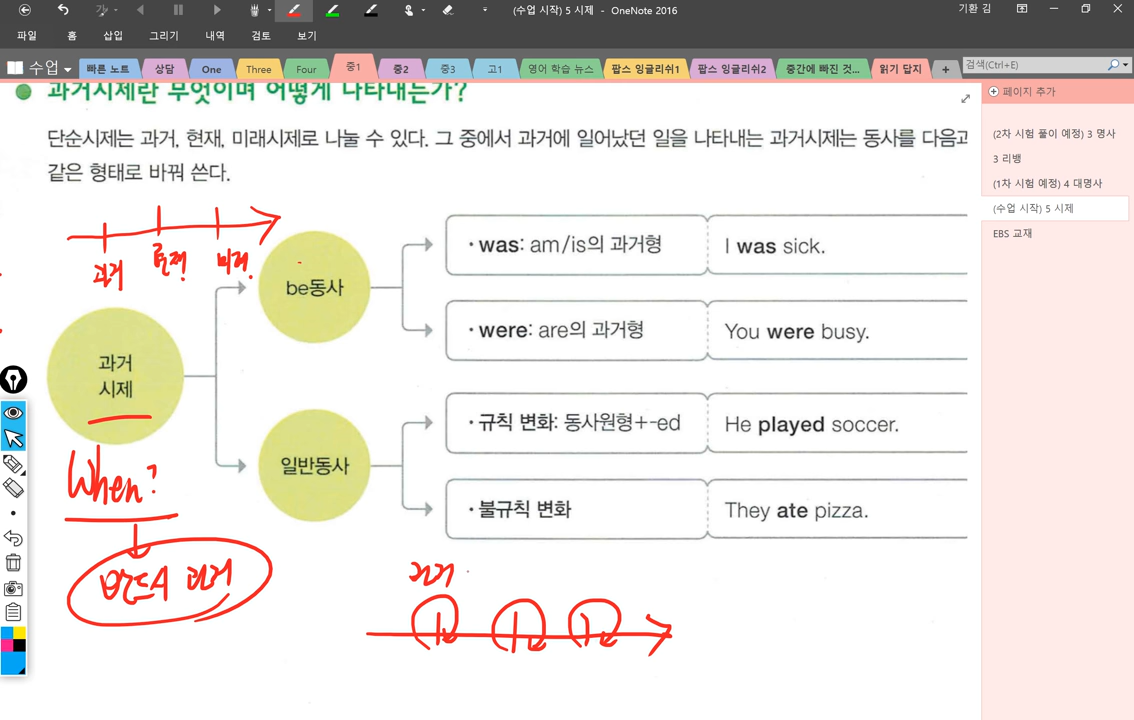 (수업 시작) 5 시제 - OneNote 2016
기환 김
파일 홈 삽입 그리기 내역 검토 보기
수업 빠른 노트 상담 One Three Four 중1 중2 중3 고1 영어 학습 뉴스 팝스 잉글리쉬1 팝스 잉글리쉬2 중간에 빠진 것... 읽기 답지 + 검색(Ctrl+E)
과거시제란 무엇이며 어떻게 나타내는가?
단순시제는 과거, 현재, 미래시제로 나눌 수 있다. 그 중에서 과거에 일어났던 일을 나타내는 과거시제는 동사를 다음과
같은 형태로 바꿔 쓴다.
과거 현재 미래
be동사
• was: am/is의 과거형
I was sick.
• were: are의 과거형
You were busy.
과거
시제
일반동사
• 규칙 변화: 동사원형+-ed
He played soccer.
• 불규칙 변화
They ate pizza.
When?
반드시 과거
과거
페이지 추가
(2차 시험 풀이 예정) 3 명사
3 리뱅
(1차 시험 예정) 4 대명사
(수업 시작) 5 시제
EBS 교재